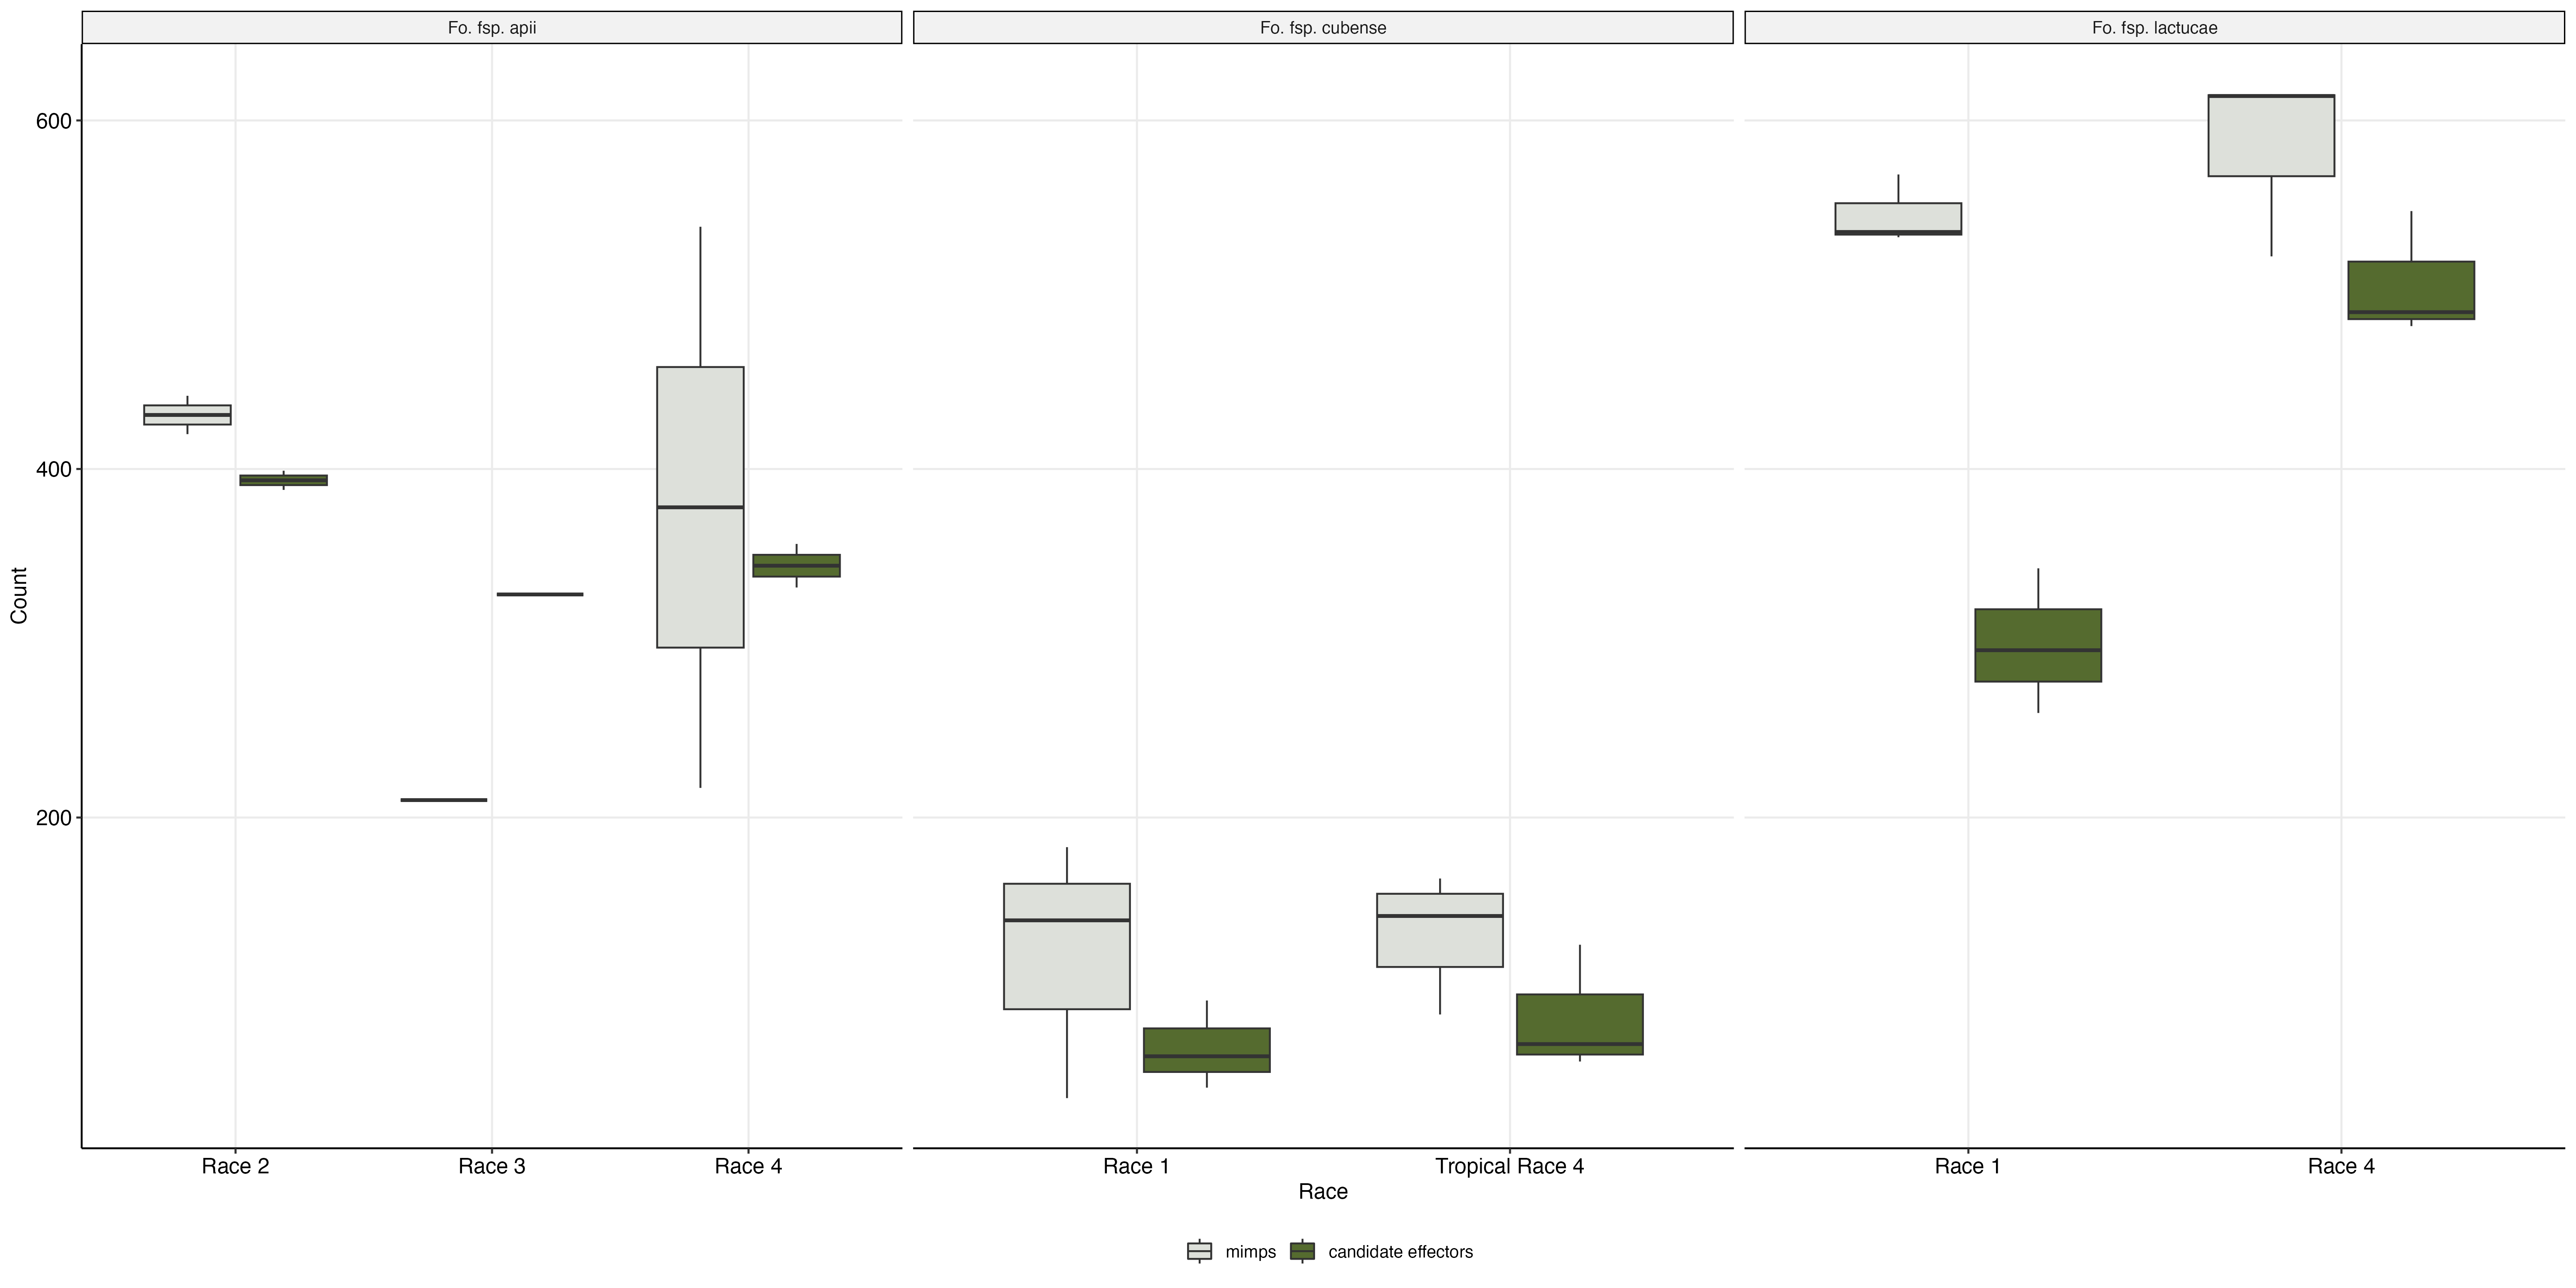 Fo. fsp. apii
Fo. fsp. cubense
Fo. fsp. lactucae
Count
600
400
200
Race 2
Race 3
Race 4
Race 1
Tropical Race 4
Race 1
Race 4
Race
mimps
candidate effectors